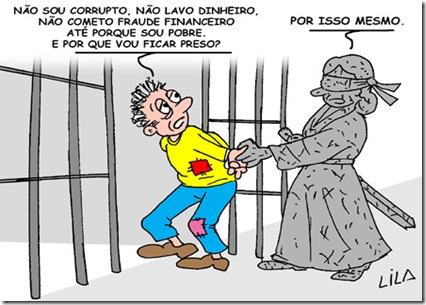 NÃO SOU CORRUPTO, NÃO LAVO DINHEIRO,
NÃO COMETO FRAUDE FINANCEIRO
ATÉ PORQUE SOU POBRE.
E POR QUE VOU FICAR PRESO?
POR ISSO MESMO.
LILA